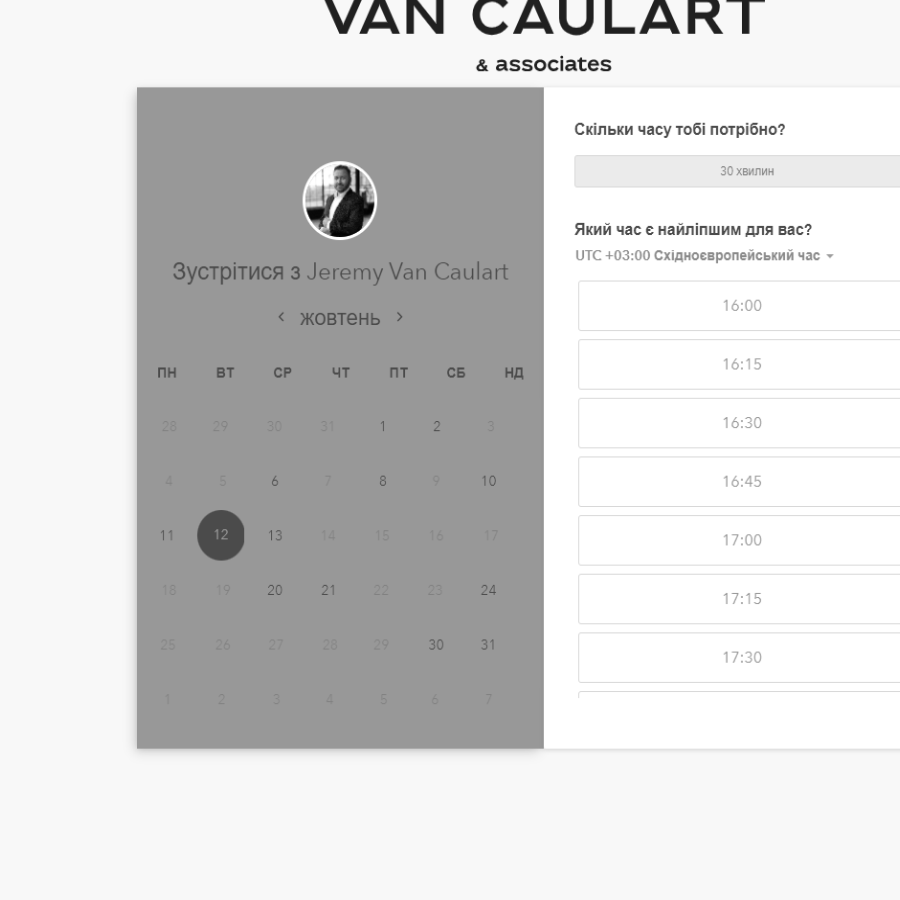 VAN CAULART
& associates
Зустрітися з Jeremy Van Caulart
жовтень
ПН ВТ СР ЧТ ПТ СБ НД
28 29 30 31 1 2 3
4 5 6 7 8 9 10
11 12 13 14 15 16 17
18 19 20 21 22 23 24
25 26 27 28 29 30 31
1 2 3 4 5 6 7
Скільки часу тобі потрібно?
30 хвилин
Який час є найліпшим для вас?
UTC +03:00 Східноєвропейський час
16:00
16:15
16:30
16:45
17:00
17:15
17:30